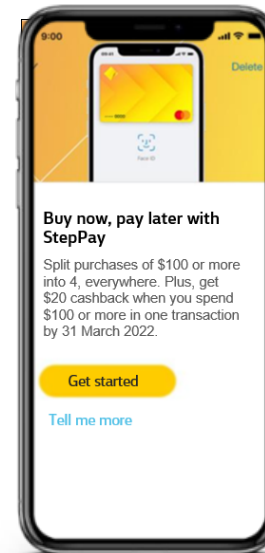 9:00
Delete
Face ID
Buy now, pay later with
StepPay
Split purchases of $100 or more
into 4, everywhere. Plus, get
$20 cashback when you spend
$100 or more in one transaction
by 31 March 2022.
Get started
Tell me more